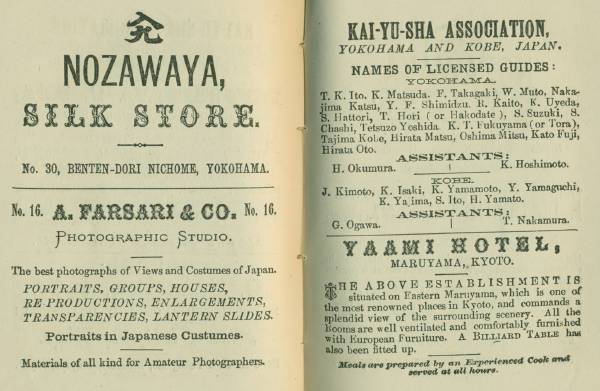 NOZAWAYA,
SILK STORE.
No. 30, BENTEN-DORI NICHOME, YOKOHAMA.
No. 16. A. FARSARI & CO. No. 16.
PHOTOGRAPHIC STUDIO.
The best photographs of Views and Costumes of Japan.
PORTRAITS, GROUPS, HOUSES,
RE-PRODUCTIONS, ENLARGEMENTS,
TRANSPARENCIES, LANTERN SLIDES.
Portraits in Japanese Custumes.
Materials of all kind for Amateur Photographers.
KAI-YU-SHA ASSOCIATION,
YOKOHAMA AND KOBE, JAPAN.
NAMES OF LICENSED GUIDES:
YOKOHAMA.
T. K. Ito. K. Matsuda. F. Takagaki, W. Muto, Naka-
jima Katsu, Y. F. Shimidzu. R. Kaito, K. Uyeda,
S. Hattori, T. Hori (or Hakodate), S. Suzuki, S.
Chashi, Tetsuzo Yoshida. K. T. Fukuyama (or Tora),
Tajima Kobe, Hirata Matsu, Oshima Mitsu, Kato Fuji,
Hirata Oto.
ASSISTANTS:
H. Okumura. K. Hoshimoto.
KOBE.
J. Kimoto, K. Isaki, K. Yamamoto, Y. Yamaguchi,
K. Yajima, S. Ito, H. Yamato.
ASSISTANTS:
G. Ogawa. T. Nakamura.
YAAMI HOTEL,
MARUYAMA, KYOTO.
THE ABOVE ESTABLISHMENT IS
situated on Eastern Maruyama, which is one of
the most renowned places in Kyoto, and commands a
splendid view of the surrounding scenery. All the
Rooms are well ventilated and comfortably furnished
with European Furniture. A BILLIARD TABLE has
also been fitted up.
Meals are prepared by an Experienced Cook and
served at all hours.